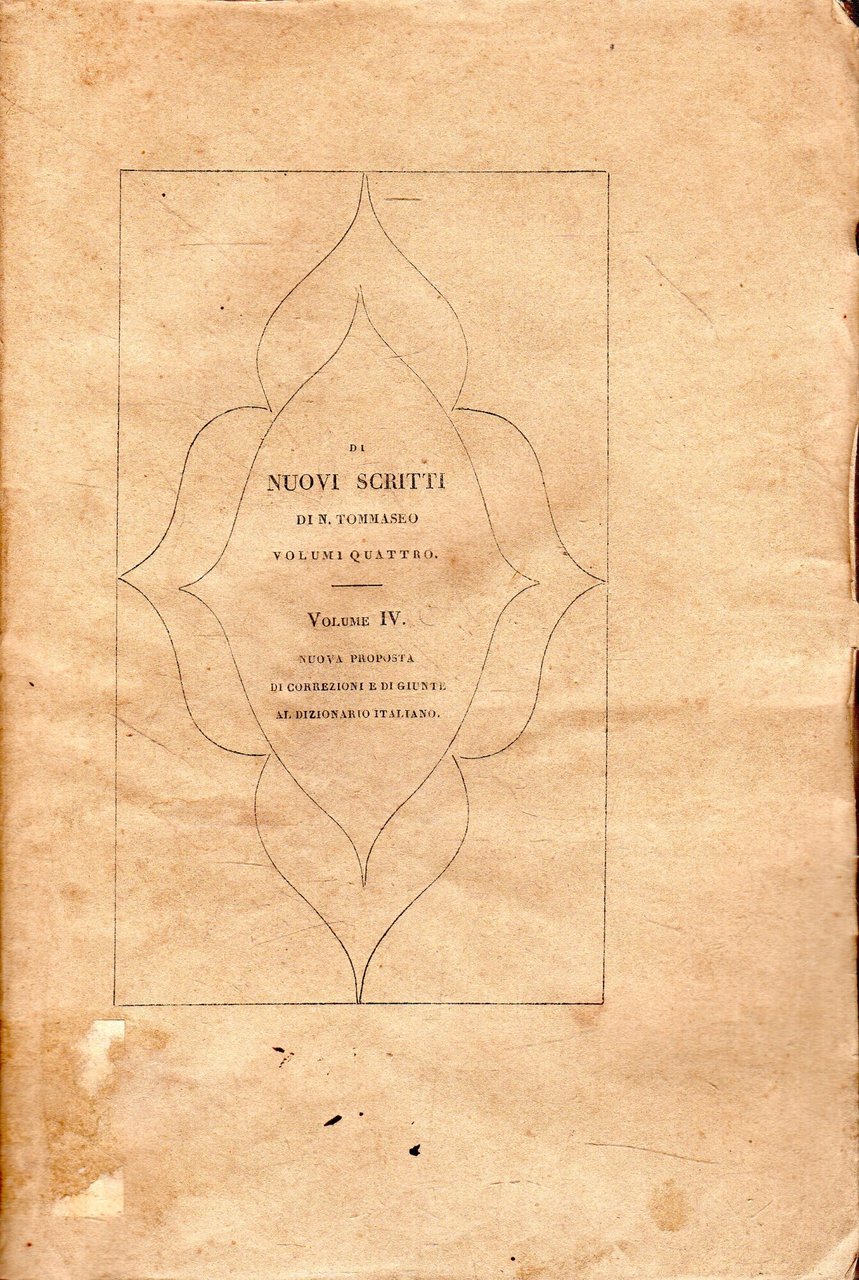 DI
NUOVI SCRITTI
DI N. TOMMASEO
VOLUMI QUATTRO.
VOLUME IV.
NUOVA PROPOSTA
DI CORREZIONI E DI GIUNTE
AL DIZIONARIO ITALIANO.